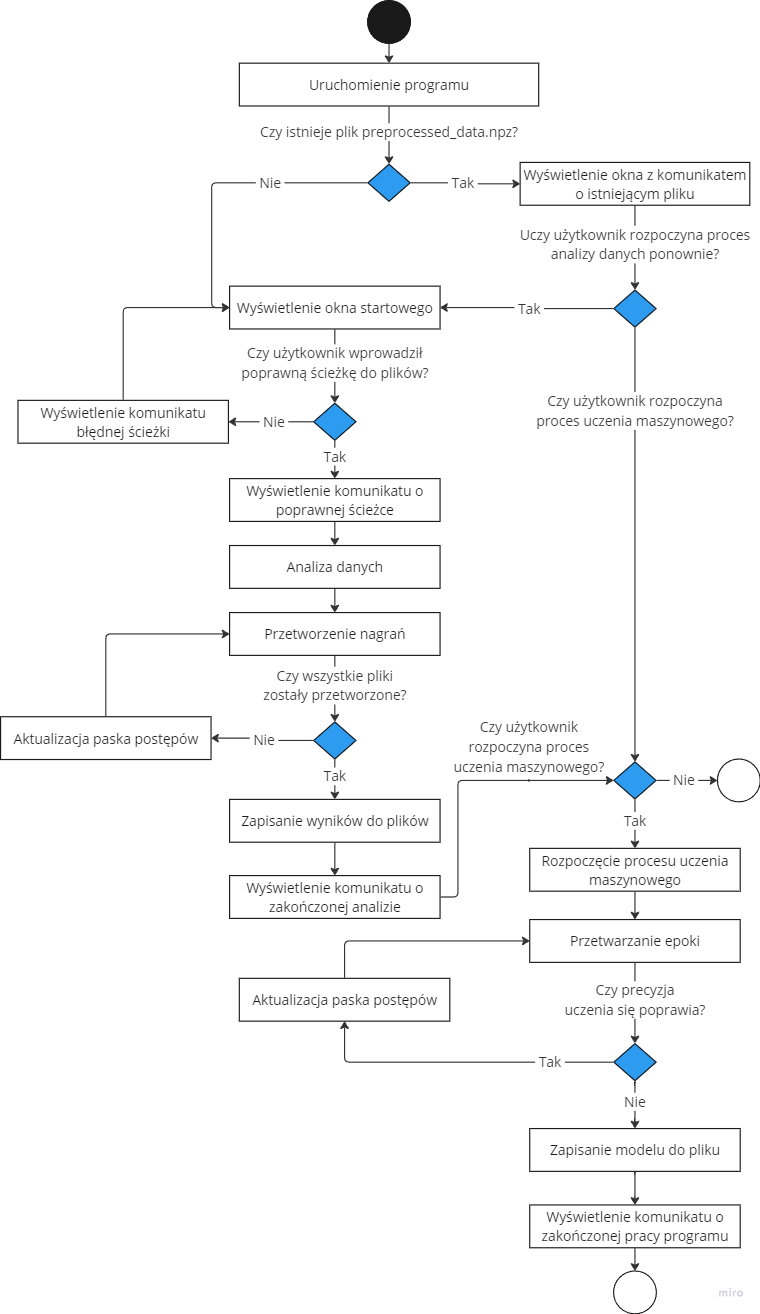 Uruchomienie programu
Czy istnieje plik preprocessed_data.npz?
Nie
Tak
Wyświetlenie okna z komunikatem
o istniejącym pliku
Uczy użytkownik rozpoczyna proces
analizy danych ponownie?
Wyświetlenie okna startowego
Tak
Czy użytkownik wprowadził
poprawną ścieżkę do plików?
Czy użytkownik rozpoczyna
proces uczenia maszynowego?
Wyświetlenie komunikatu
błędnej ścieżki
Nie
Tak
Wyświetlenie komunikatu o
poprawnej ścieżce
Analiza danych
Przetworzenie nagrań
Czy wszystkie pliki
zostały przetworzone?
Aktualizacja paska postępów
Nie
Tak
Czy użytkownik
rozpoczyna proces
uczenia maszynowego?
Nie
Tak
Zapisanie wyników do plików
Wyświetlenie komunikatu o
zakończonej analizie
Rozpoczęcie procesu uczenia
maszynowego
Przetwarzanie epoki
Aktualizacja paska postępów
Czy precyzja
uczenia się poprawia?
Tak
Nie
Zapisanie modelu do pliku
Wyświetlenie komunikatu o
zakończonej pracy programu
miro